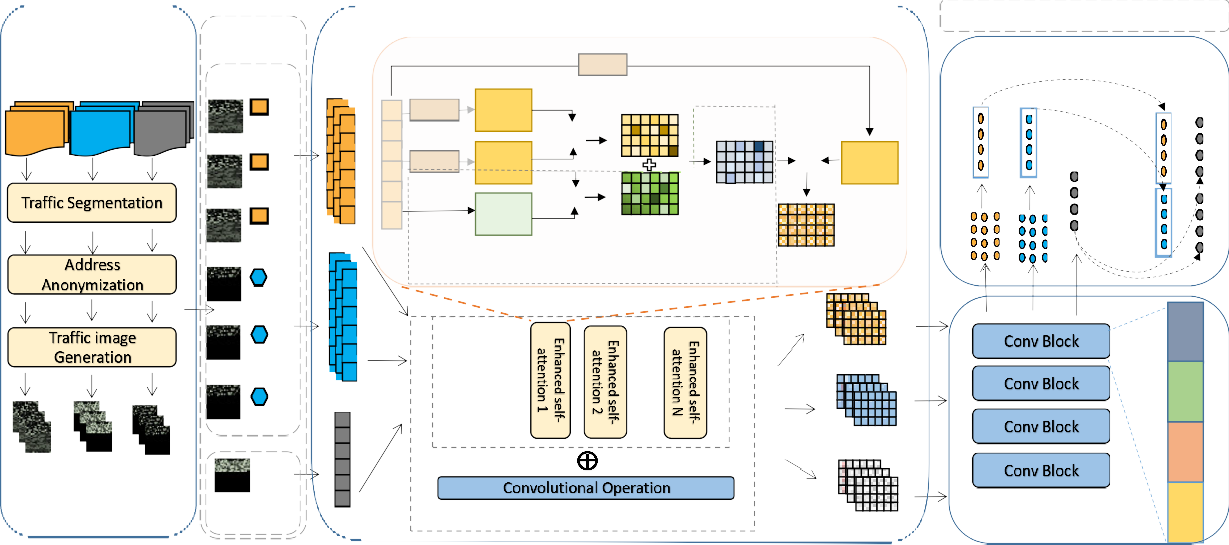 Traffic Segmentation
Address
Anonymization
Traffic image
Generation
Enhanced self-
attention 1
Enhanced self-
attention 2
Enhanced self-
attention N
Convolutional Operation
Conv Block
Conv Block
Conv Block
Conv Block